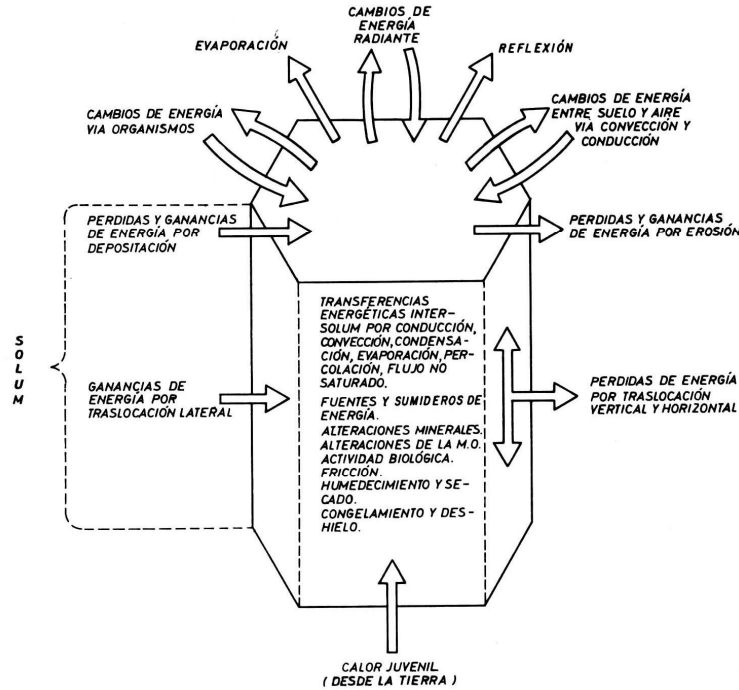 CAMBIOS DE
ENERGÍA
RADIANTE
EVAPORACIÓN
REFLEXIÓN
CAMBIOS DE ENERGÍA
VIA ORGANISMOS
CAMBIOS DE ENERGÍA
ENTRE SUELO Y AIRE
VIA CONVECCIÓN Y
CONDUCCIÓN
PERDIDAS Y GANANCIAS
DE ENERGÍA POR
DEPOSITACIÓN
PERDIDAS Y GANANCIAS
DE ENERGÍA POR EROSIÓN
SOLUM
TRANSFERENCIAS
ENERGÉTICAS INTER-
SOLUM POR CONDUCCIÓN,
CONVECCIÓN, CONDENSA-
CIÓN, EVAPORACIÓN, PER-
COLACIÓN, FLUJO NO
SATURADO.
FUENTES Y SUMIDEROS DE
ENERGÍA.
ALTERACIONES MINERALES.
ALTERACIONES DE LA M.O.
ACTIVIDAD BIOLÓGICA.
FRICCIÓN.
HUMEDECIMIENTO Y SE-
CADO.
CONGELAMIENTO Y DES-
HIELO.
GANANCIAS DE
ENERGÍA POR
TRASLOCACIÓN LATERAL
PERDIDAS DE ENERGÍA
POR TRASLOCACIÓN
VERTICAL Y HORIZONTAL
CALOR JUVENIL
( DESDE LA TIERRA )